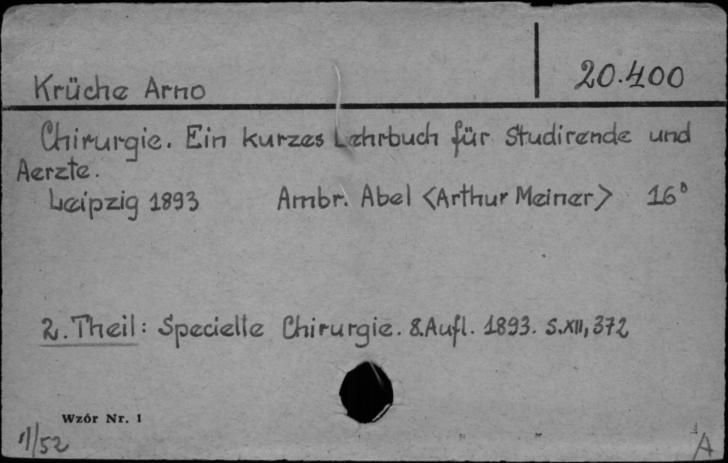 Krüche Arno 20.400
Chirurgie. Ein kurzes Lehrbuch für Studirende und
Aerzte.
Leipzig 1893 Ambr. Abel <Arthur Meiner> 16°
2. Theil: Specielle Chirurgie. 8. Aufl. 1893. S. XII, 372
Wzór Nr. 1
1/52 A